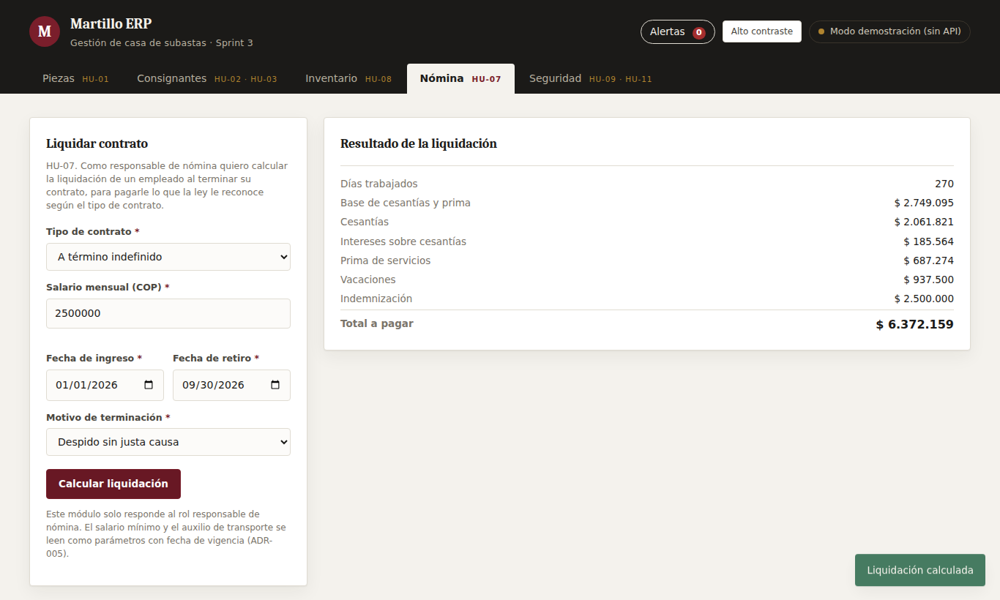 M
Martillo ERP
Gestión de casa de subastas · Sprint 3
Alertas 0
Alto contraste
Modo demostración (sin API)
Piezas HU-01
Consignantes HU-02 · HU-03
Inventario HU-08
Nómina HU-07
Seguridad HU-09 · HU-11
Liquidar contrato
HU-07. Como responsable de nómina quiero calcular
la liquidación de un empleado al terminar su
contrato, para pagarle lo que la ley le reconoce
según el tipo de contrato.
Tipo de contrato *
A término indefinido
Salario mensual (COP) *
2500000
Fecha de ingreso * Fecha de retiro *
01/01/2026 09/30/2026
Motivo de terminación *
Despido sin justa causa
Calcular liquidación
Este módulo solo responde al rol responsable de
nómina. El salario mínimo y el auxilio de transporte se
leen como parámetros con fecha de vigencia (ADR-
005).
Resultado de la liquidación
Días trabajados 270
Base de cesantías y prima $ 2.749.095
Cesantías $ 2.061.821
Intereses sobre cesantías $ 185.564
Prima de servicios $ 687.274
Vacaciones $ 937.500
Indemnización $ 2.500.000
Total a pagar $ 6.372.159
Liquidación calculada